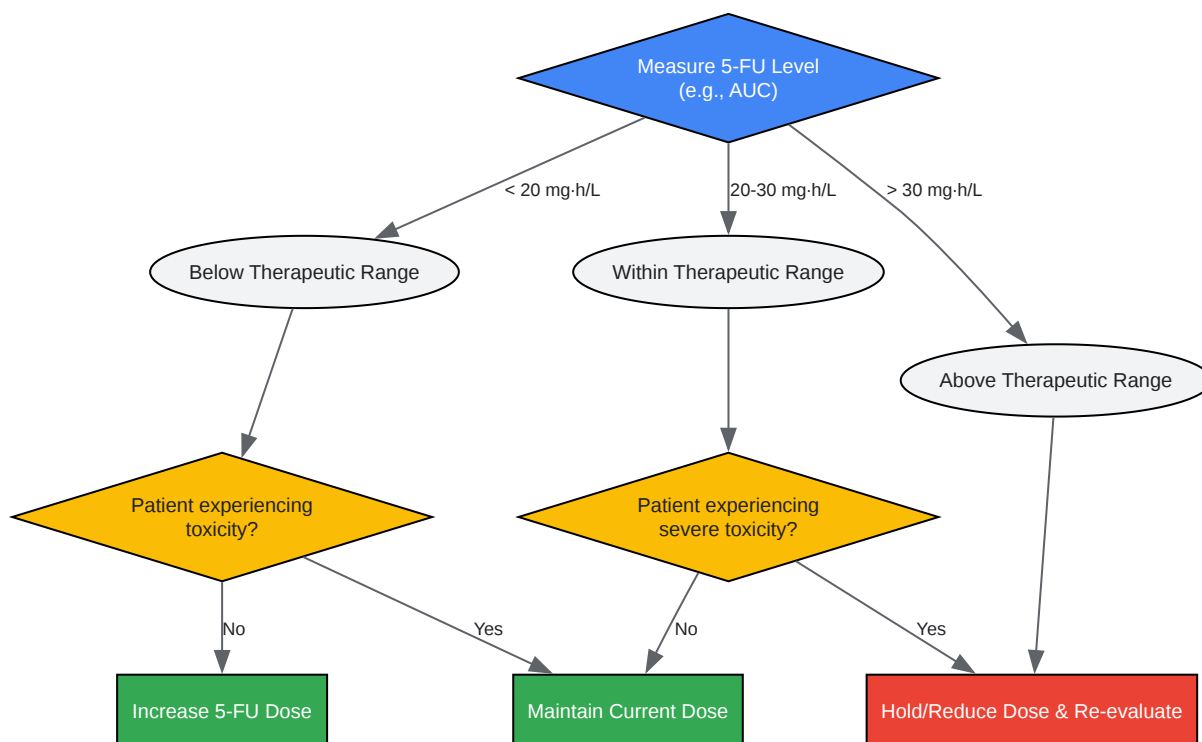 Measure 5-FU Level
(e.g., AUC)
< 20 mg·h/L
20-30 mg·h/L
> 30 mg·h/L
Below Therapeutic Range
Within Therapeutic Range
Above Therapeutic Range
Patient experiencing
toxicity?
Patient experiencing
severe toxicity?
No
Yes
No
Yes
Increase 5-FU Dose
Maintain Current Dose
Hold/Reduce Dose & Re-evaluate